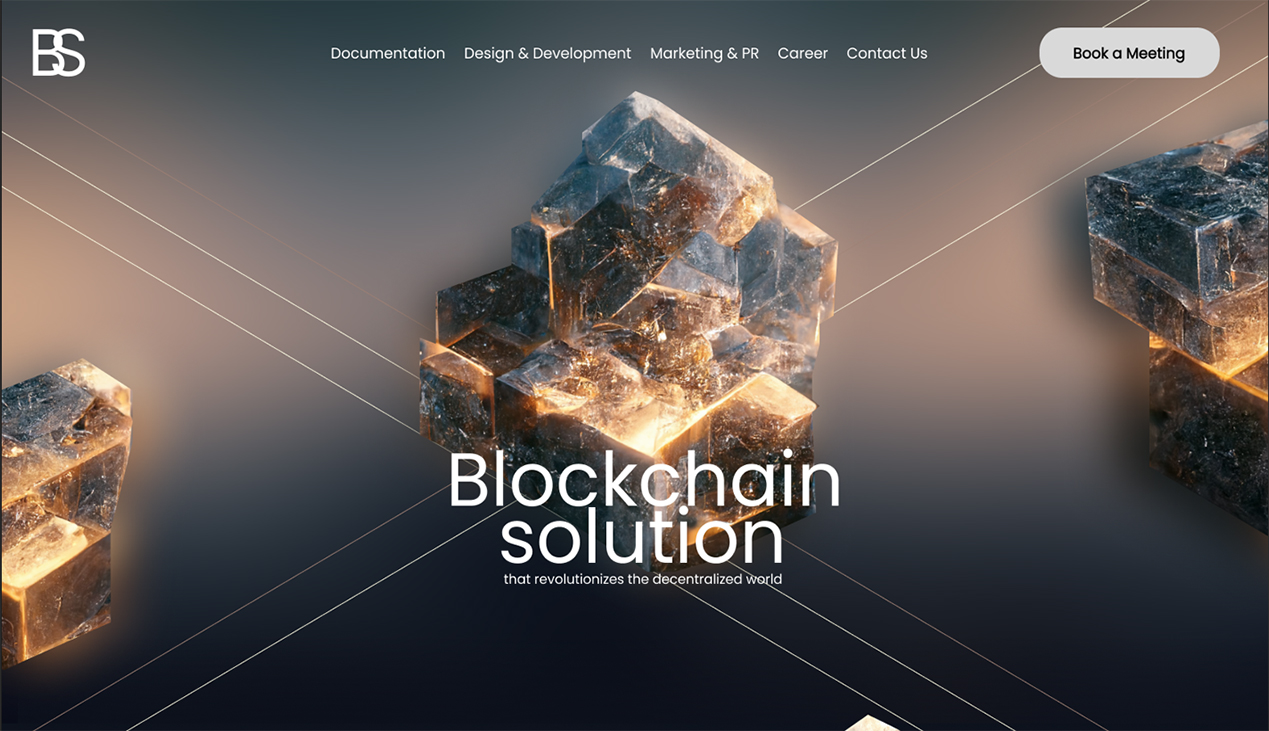 BS
Documentation Design & Development Marketing & PR Career Contact Us Book a Meeting
Blockchain
solution
that revolutionizes the decentralized world